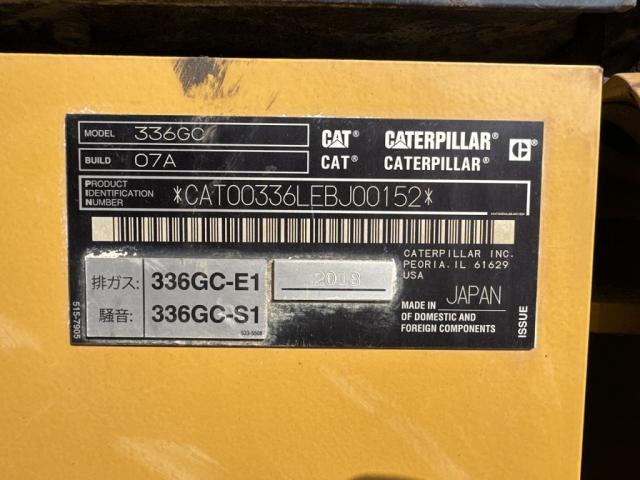 MODEL 336GC CAT CATERPILLAR
BUILD 07A CAT CATERPILLAR
PRODUCT IDENTIFICATION NUMBER *CAT00336LEBJ00152*
CATERPILLAR INC.
PEORIA. IL 61629
USA
排ガス: 336GC-E1 2018
騒音: 336GC-S1
MADE IN JAPAN
OF DOMESTIC AND
FOREIGN COMPONENTS
ISSUE
515-7905
523-5508